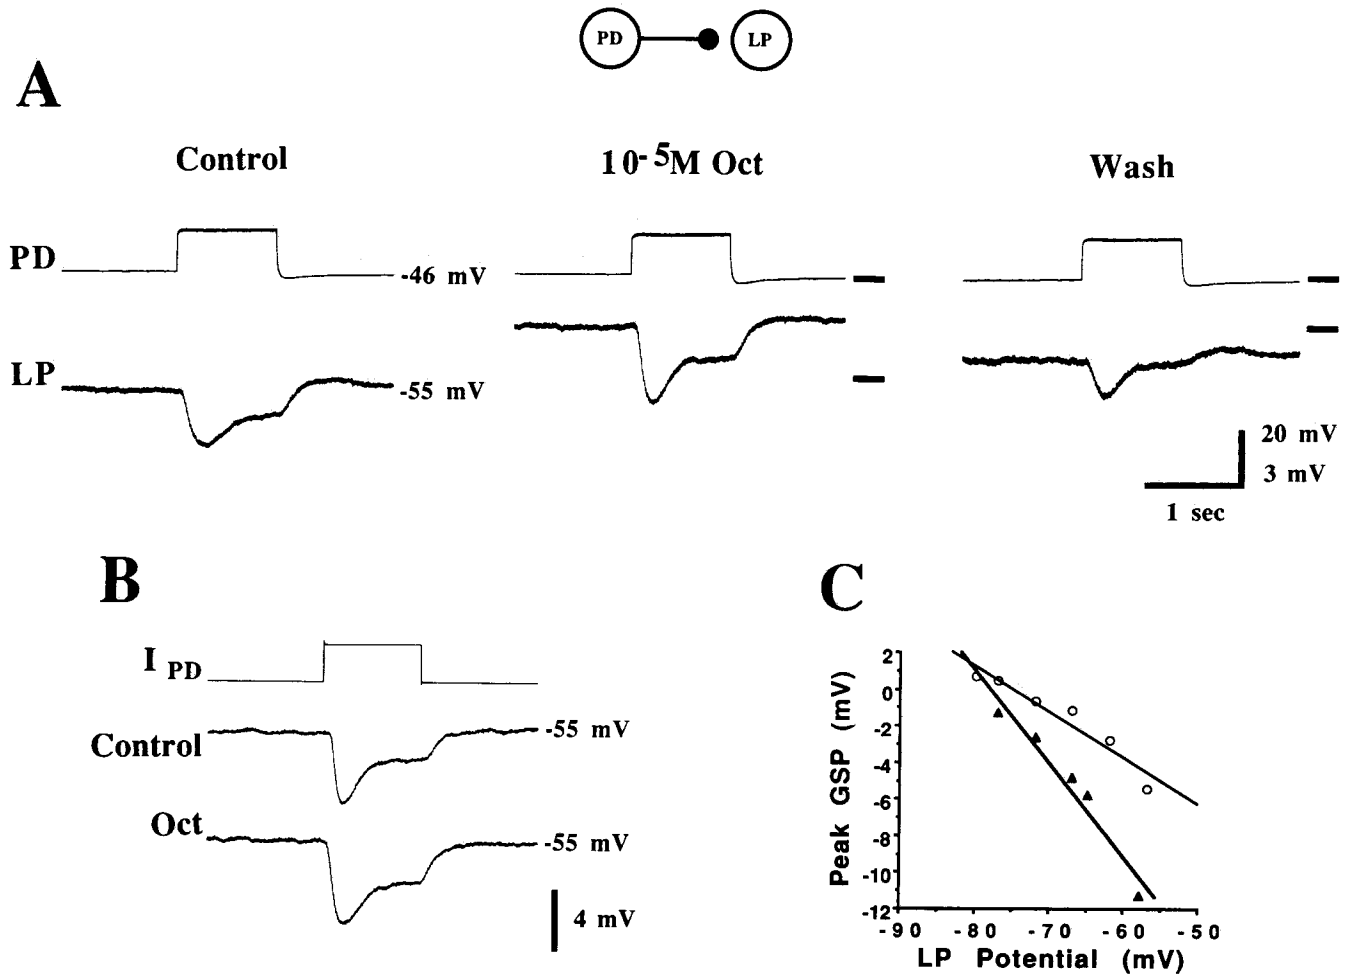 PD LP
A
Control 10-5M Oct Wash
PD -46 mV
LP -55 mV
20 mV
3 mV
1 sec
B
I PD
Control -55 mV
Oct -55 mV
4 mV
C
Peak GSP (mV)
2
0
-2
-4
-6
-8
-10
-12
-90 -80 -70 -60 -50
LP Potential (mV)